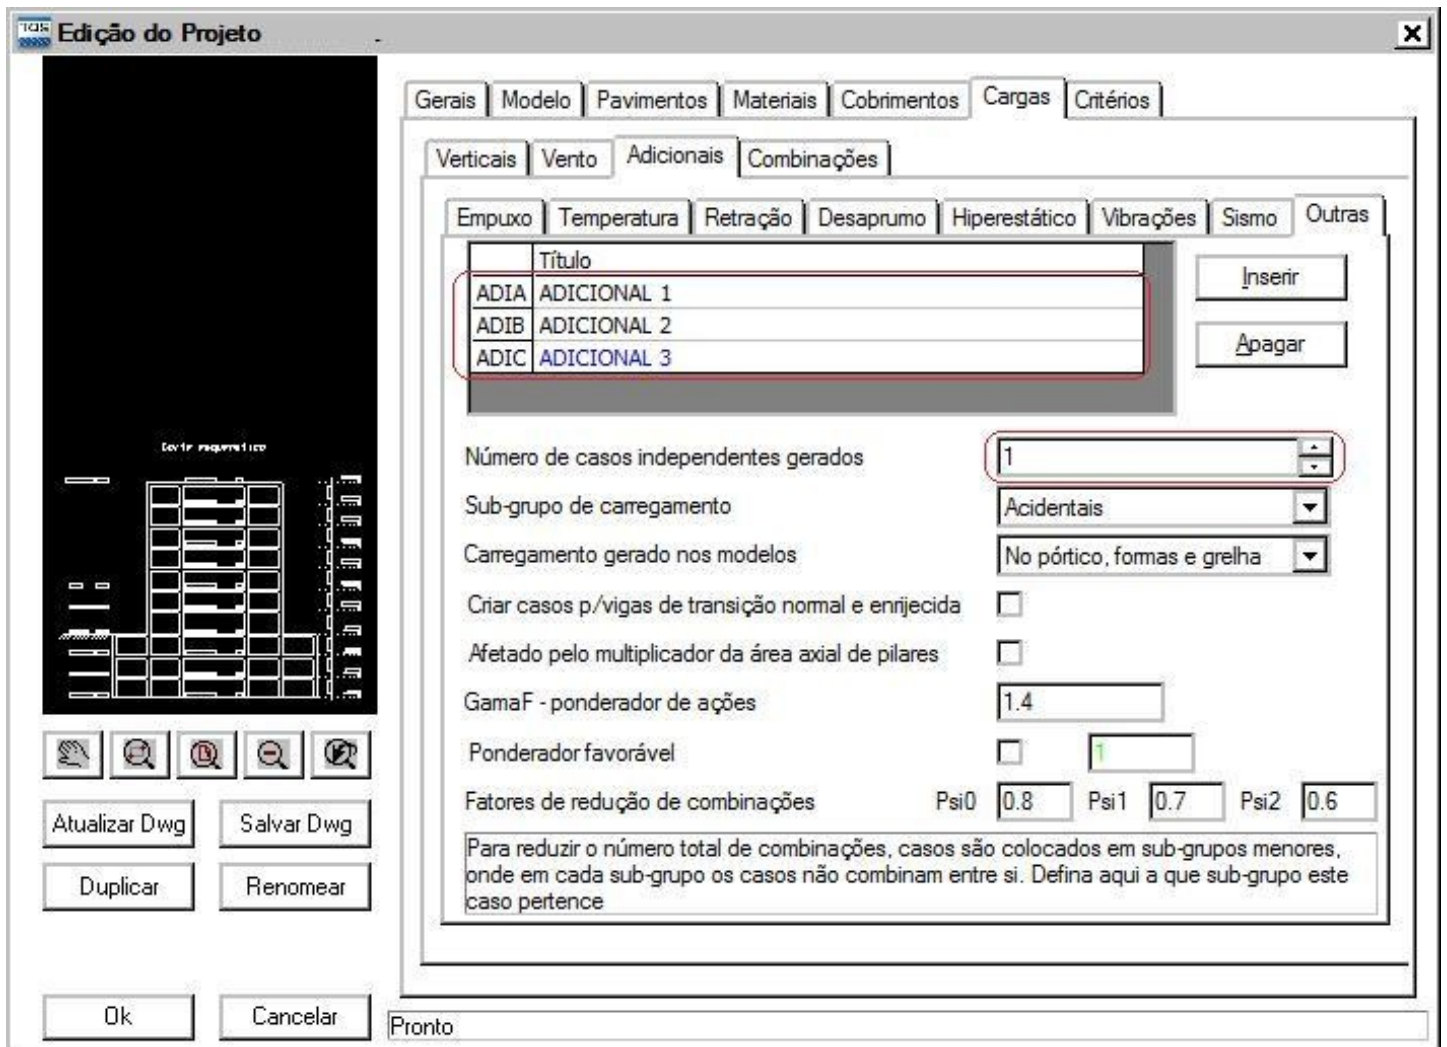 TQS Edição do Projeto
Gerais Modelo Pavimentos Materiais Cobrimentos Cargas Critérios
Verticais Vento Adicionais Combinações
Empuxo Temperatura Retração Desaprumo Hiperestático Vibrações Sismo Outras
Título
ADIA ADICIONAL 1
ADIB ADICIONAL 2
ADIC ADICIONAL 3
Inserir
Apagar
Corte esquematico
Número de casos independentes gerados 1
Sub-grupo de carregamento Acidentais
Carregamento gerado nos modelos No pórtico, formas e grelha
Criar casos p/vigas de transição normal e enrijecida
Afetado pelo multiplicador da área axial de pilares
GamaF - ponderador de ações 1.4
Ponderador favorável 1
Fatores de redução de combinações Psi0 0.8 Psi1 0.7 Psi2 0.6
Para reduzir o número total de combinações, casos são colocados em sub-grupos menores,
onde em cada sub-grupo os casos não combinam entre si. Defina aqui a que sub-grupo este
caso pertence
Atualizar Dwg Salvar Dwg
Duplicar Renomear
Ok Cancelar
Pronto